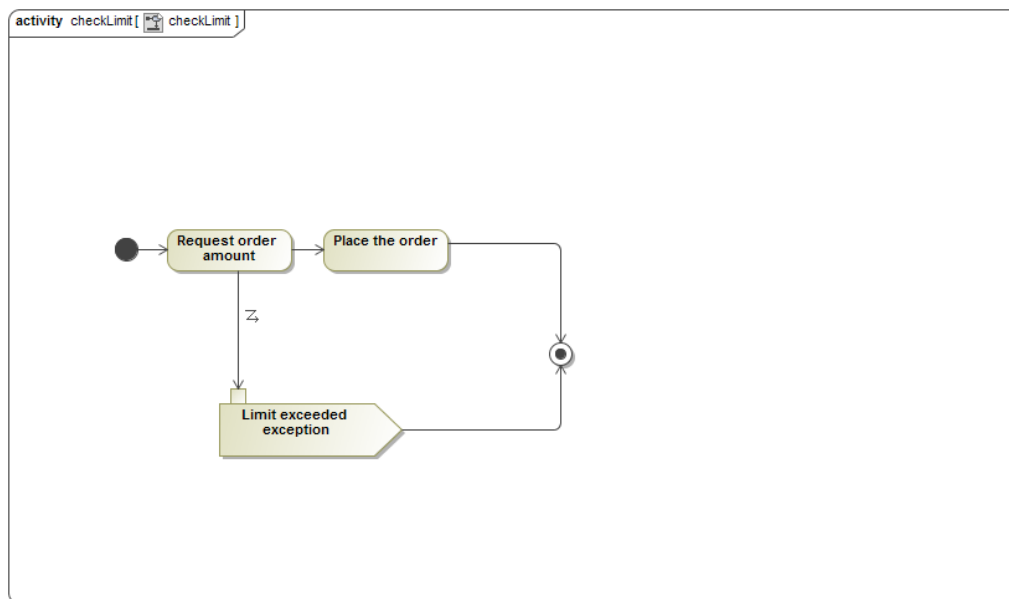 activity checkLimit [ checkLimit ]
Request order
amount
Place the order
Limit exceeded
exception